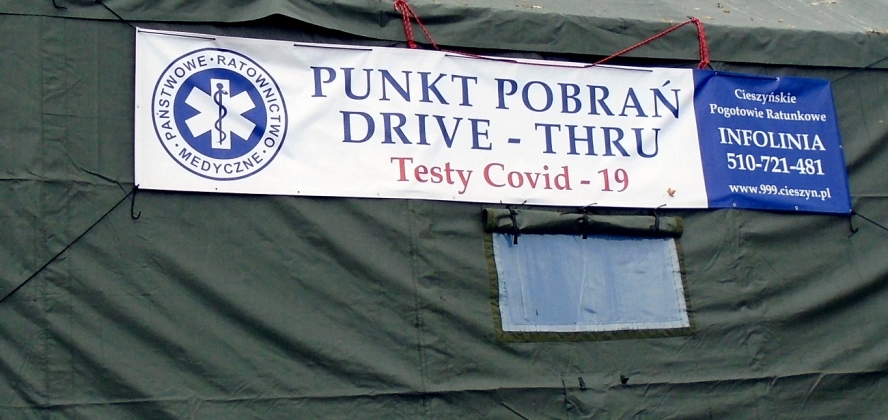 PAŃSTWOWE · RATOWNICTWO · MEDYCZNE ·
PUNKT POBRAŃ
DRIVE - THRU
Testy Covid - 19
Cieszyńskie
Pogotowie Ratunkowe
INFOLINIA
510-721-481
www.999.cieszyn.pl